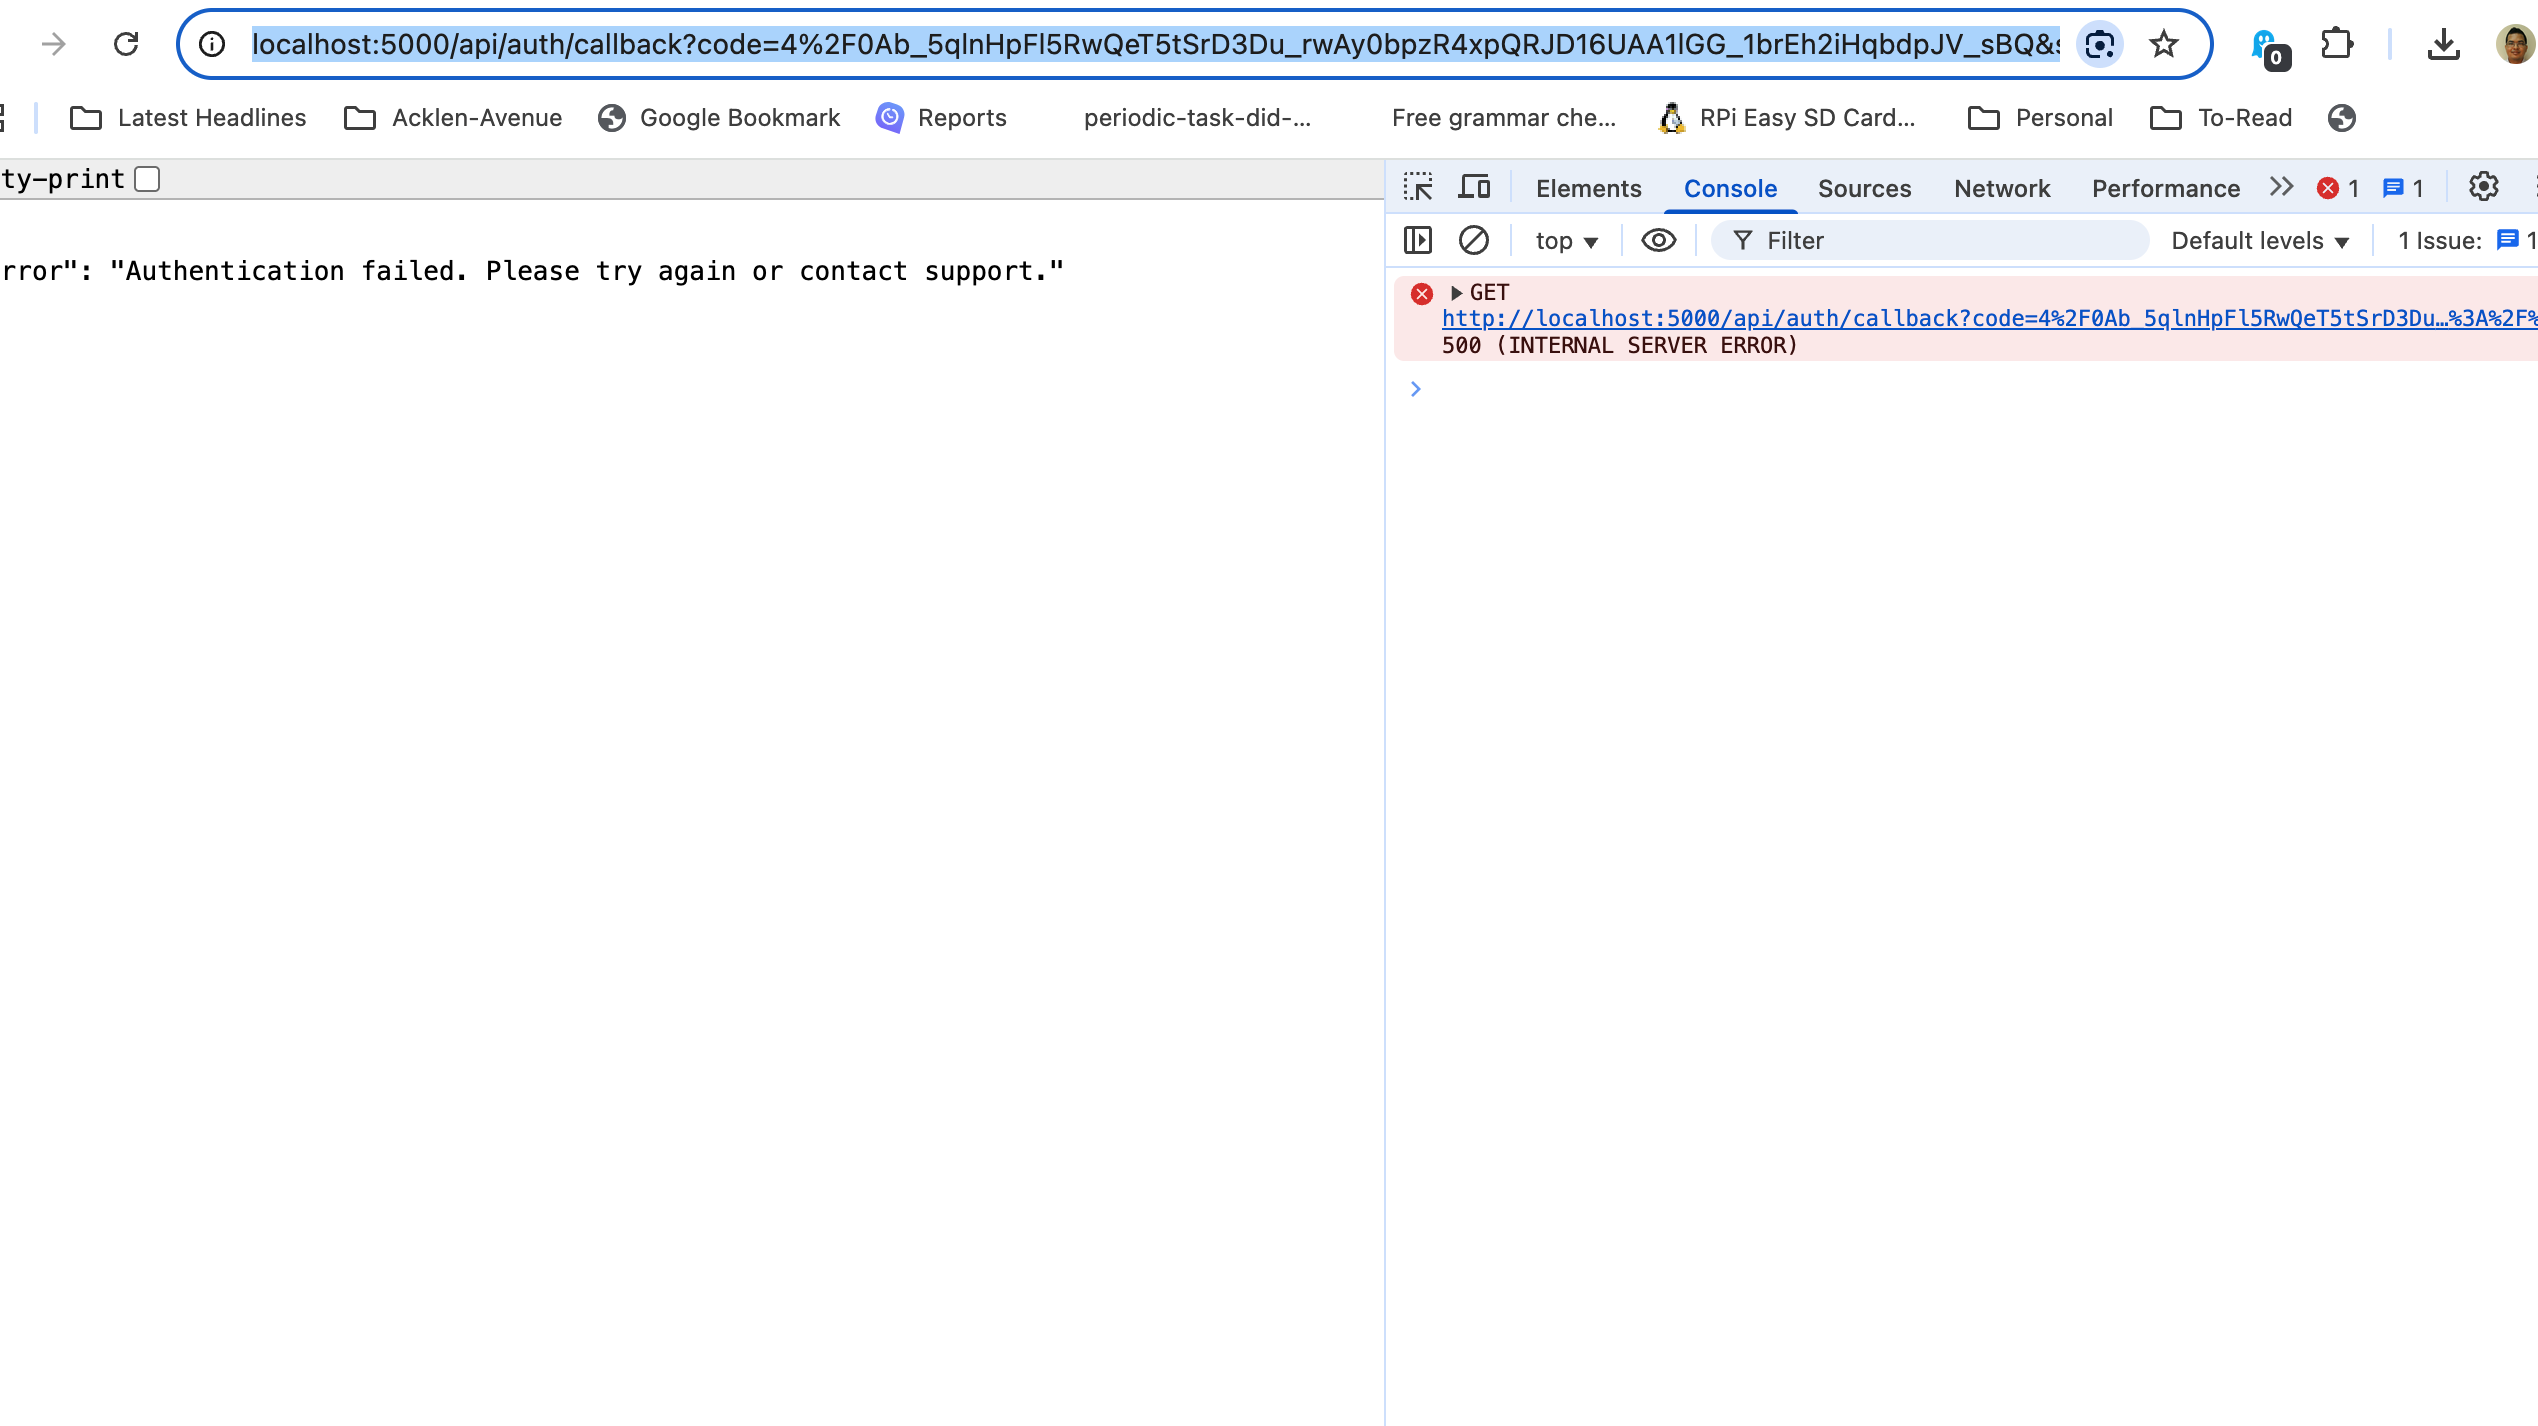 localhost:5000/api/auth/callback?code=4%2F0Ab_5qlnHpFl5RwQeT5tSrD3Du_rwAy0bpzR4xpQRJD16UAA1lGG_1brEh2iHqbdpJV_sBQ&s
0
Latest Headlines Acklen-Avenue Google Bookmark Reports periodic-task-did-... Free grammar che... RPi Easy SD Card... Personal To-Read
ty-print
rror": "Authentication failed. Please try again or contact support."
Elements Console Sources Network Performance 1 1
top Filter Default levels 1 Issue: 1
GET
http://localhost:5000/api/auth/callback?code=4%2F0Ab_5qlnHpFl5RwQeT5tSrD3Du…%3A%2F%
500 (INTERNAL SERVER ERROR)